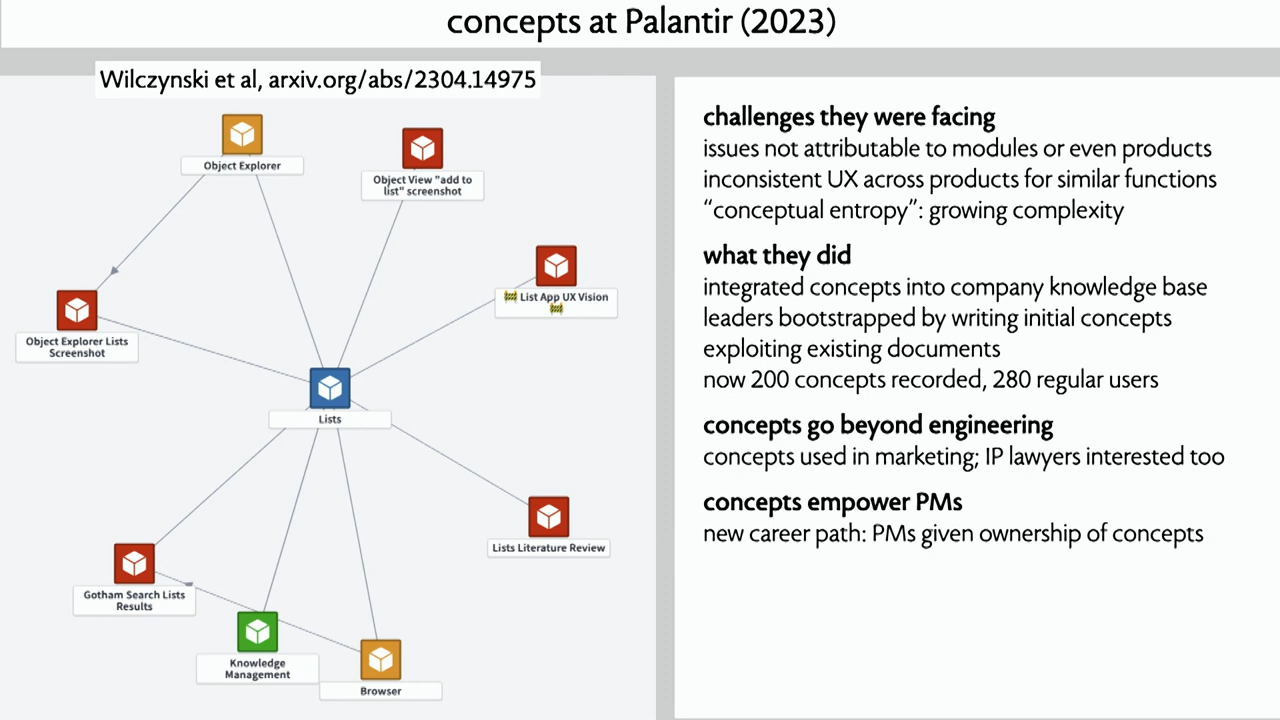 concepts at Palantir (2023)
Wilczynski et al, arxiv.org/abs/2304.14975
Object Explorer
Object View "add to
list" screenshot
🚧 List App UX Vision
🚧
Object Explorer Lists
Screenshot
Lists
Lists Literature Review
Gotham Search Lists
Results
Knowledge
Management
Browser
challenges they were facing
issues not attributable to modules or even products
inconsistent UX across products for similar functions
“conceptual entropy”: growing complexity
what they did
integrated concepts into company knowledge base
leaders bootstrapped by writing initial concepts
exploiting existing documents
now 200 concepts recorded, 280 regular users
concepts go beyond engineering
concepts used in marketing; IP lawyers interested too
concepts empower PMs
new career path: PMs given ownership of concepts